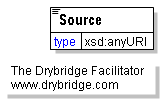 Source
type xsd:anyURI
The Drybridge Facilitator
www.drybridge.com